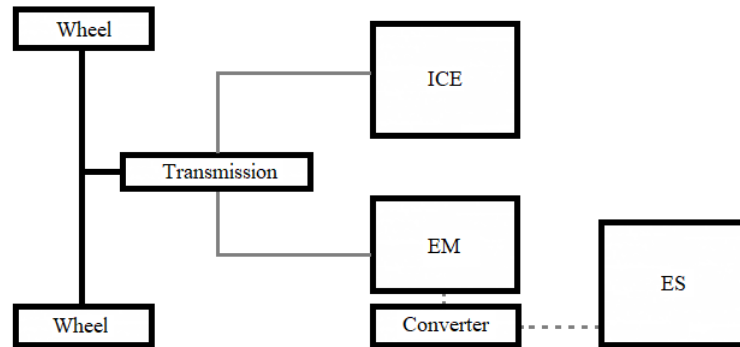 Wheel
ICE
Transmission
EM
ES
Wheel
Converter